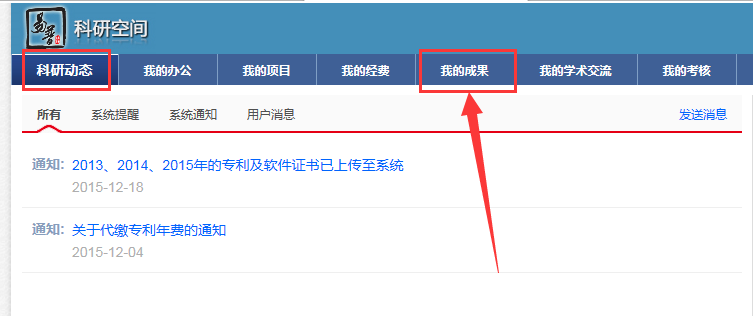 易普 科研空间
科研动态 我的办公 我的项目 我的经费 我的成果 我的学术交流 我的考核
所有 系统提醒 系统通知 用户消息 发送消息
通知: 2013、2014、2015年的专利及软件证书已上传至系统
2015-12-18
通知: 关于代缴专利年费的通知
2015-12-04